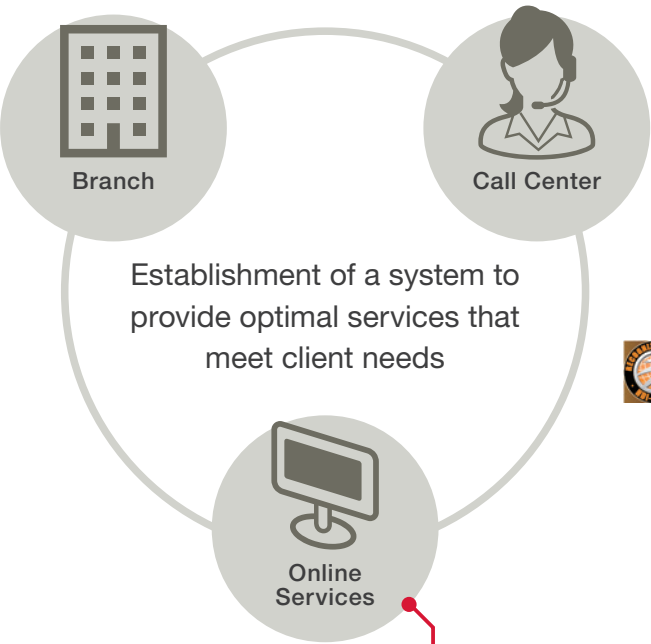 Branch
Call Center
Establishment of a system to
provide optimal services that
meet client needs
Online
Services